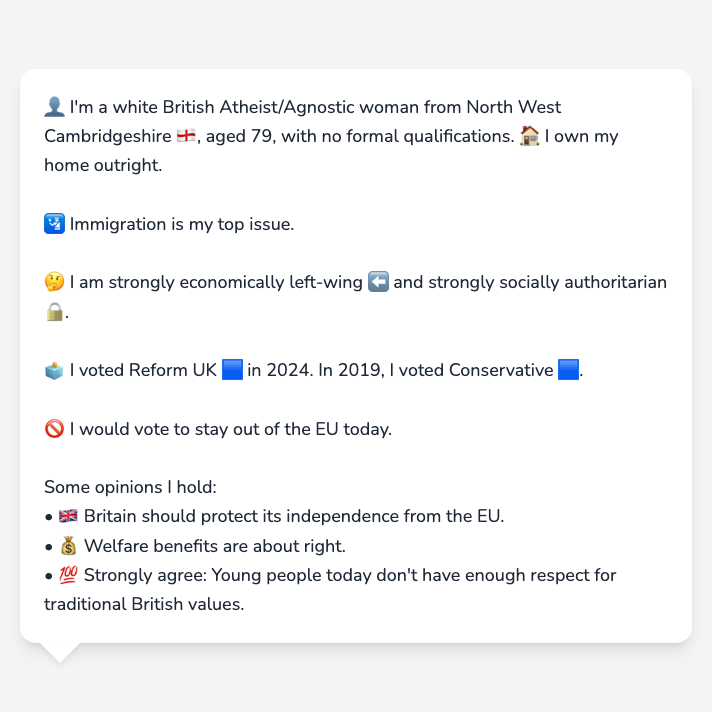 👤 I'm a white British Atheist/Agnostic woman from North West
Cambridgeshire 🏴󠁧󠁢󠁥󠁮󠁧󠁿, aged 79, with no formal qualifications. 🏠 I own my
home outright.
🛂 Immigration is my top issue.
🤔 I am strongly economically left-wing ⬅️ and strongly socially authoritarian
🔒.
🗳️ I voted Reform UK 🟦 in 2024. In 2019, I voted Conservative 🟦.
🚫 I would vote to stay out of the EU today.
Some opinions I hold:
• 🇬🇧 Britain should protect its independence from the EU.
• 💰 Welfare benefits are about right.
• 💯 Strongly agree: Young people today don't have enough respect for
traditional British values.